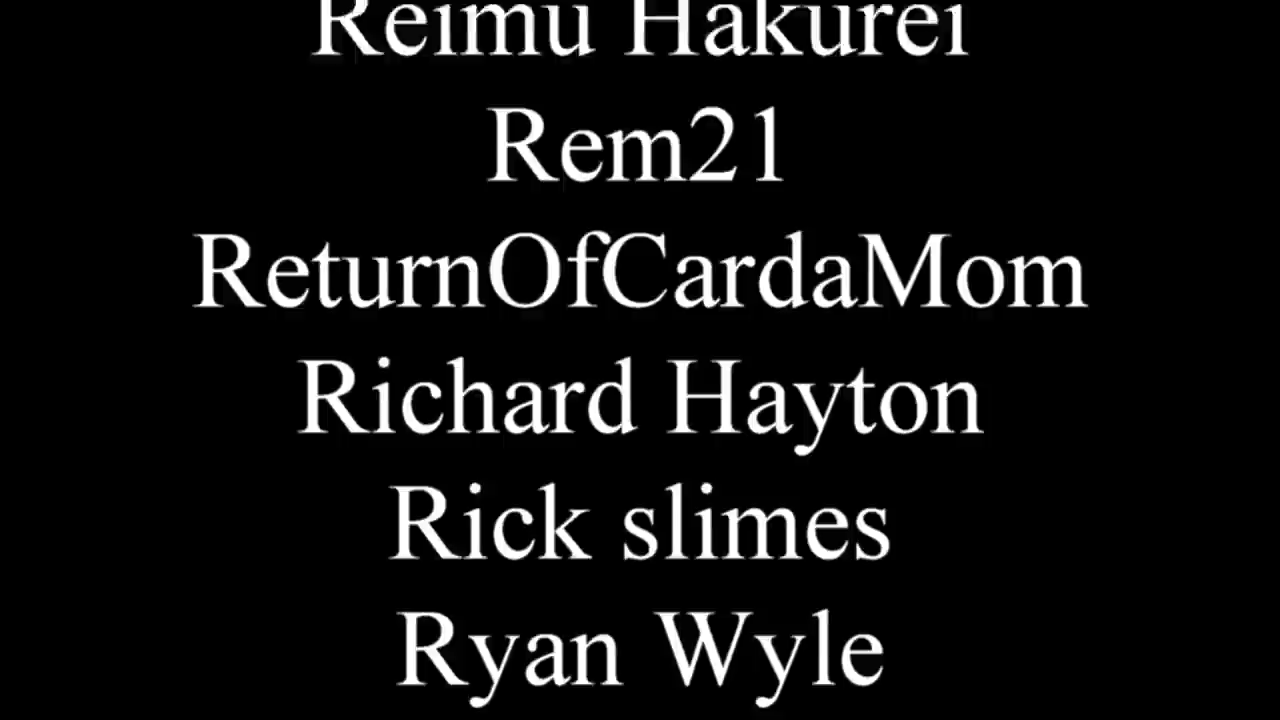 Reimu Hakurei
Rem21
ReturnOfCardaMom
Richard Hayton
Rick slimes
Ryan Wyle